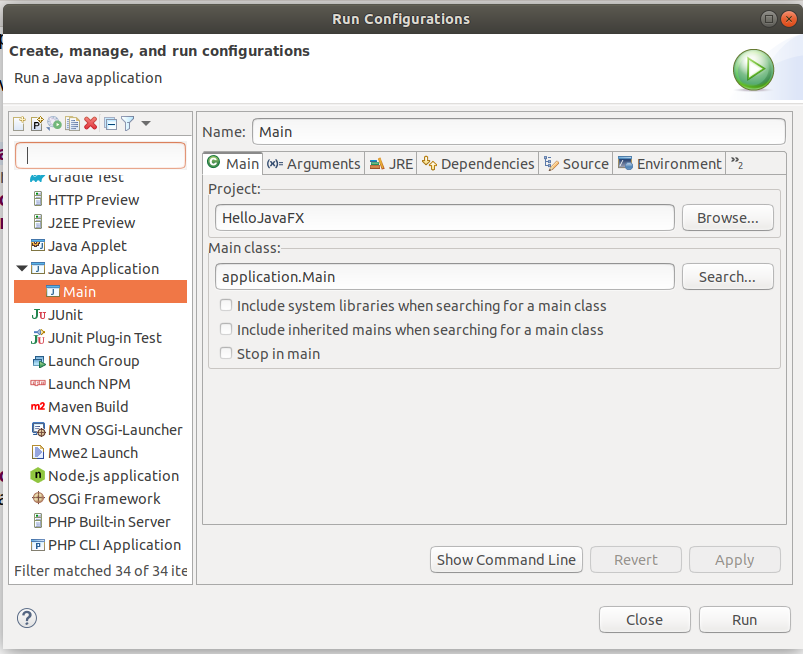 Run Configurations
Create, manage, and run configurations
Run a Java application
Name: Main
Main Arguments JRE Dependencies Source Environment »2
Gradle Test
HTTP Preview
J2EE Preview
Java Applet
Java Application
Main
JUnit
JUnit Plug-in Test
Launch Group
Launch NPM
Maven Build
MVN OSGi-Launcher
Mwe2 Launch
Node.js application
OSGi Framework
PHP Built-in Server
PHP CLI Application
Filter matched 34 of 34 ite
Project:
HelloJavaFX Browse...
Main class:
application.Main Search...
Include system libraries when searching for a main class
Include inherited mains when searching for a main class
Stop in main
Show Command Line Revert Apply
Close Run